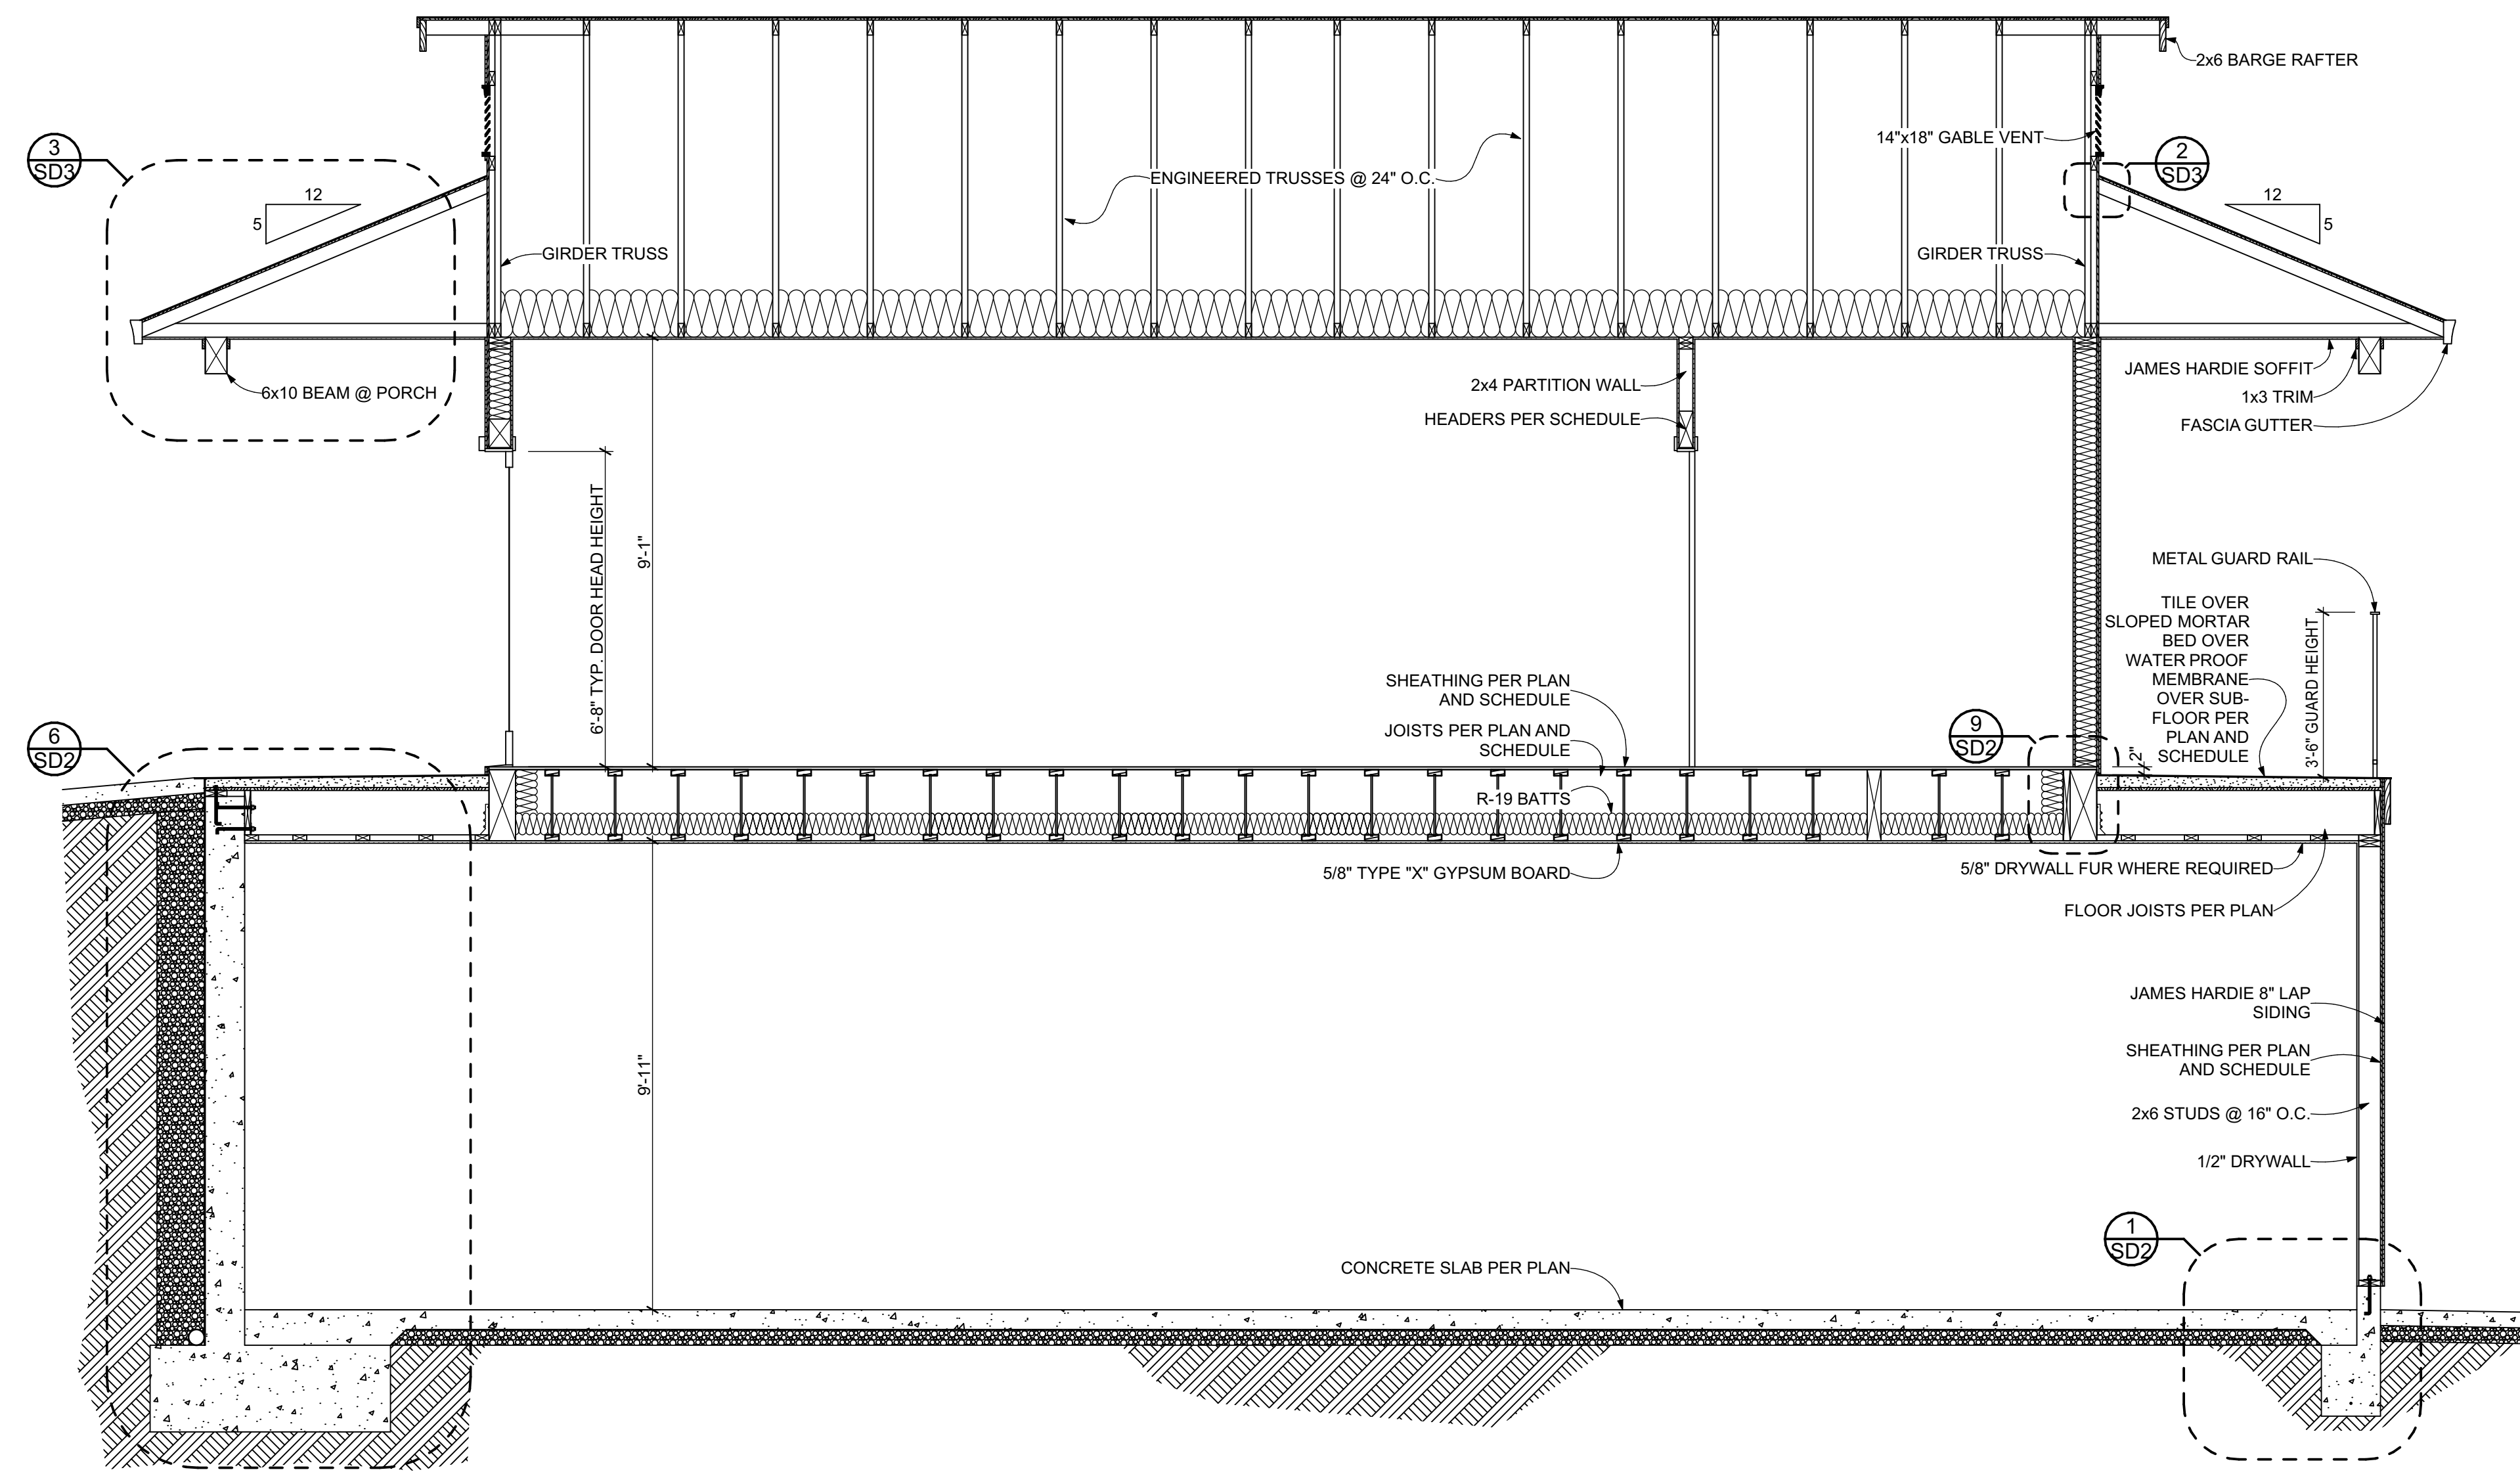 2x6 BARGE RAFTER
14"x18" GABLE VENT
3
SD3
2
SD3
ENGINEERED TRUSSES @ 24" O.C.
12
5
12
5
GIRDER TRUSS
GIRDER TRUSS
6x10 BEAM @ PORCH
2x4 PARTITION WALL
HEADERS PER SCHEDULE
JAMES HARDIE SOFFIT
1x3 TRIM
FASCIA GUTTER
6'-8" TYP. DOOR HEAD HEIGHT
9'-1"
METAL GUARD RAIL
TILE OVER
SLOPED MORTAR
BED OVER
WATER PROOF
MEMBRANE
OVER SUB-
FLOOR PER
PLAN AND
SCHEDULE
3'-6" GUARD HEIGHT
2"
SHEATHING PER PLAN
AND SCHEDULE
JOISTS PER PLAN AND
SCHEDULE
6
SD2
9
SD2
R-19 BATTS
5/8" TYPE "X" GYPSUM BOARD
5/8" DRYWALL FUR WHERE REQUIRED
FLOOR JOISTS PER PLAN
9'-11"
JAMES HARDIE 8" LAP
SIDING
SHEATHING PER PLAN
AND SCHEDULE
2x6 STUDS @ 16" O.C.
1/2" DRYWALL
1
SD2
CONCRETE SLAB PER PLAN